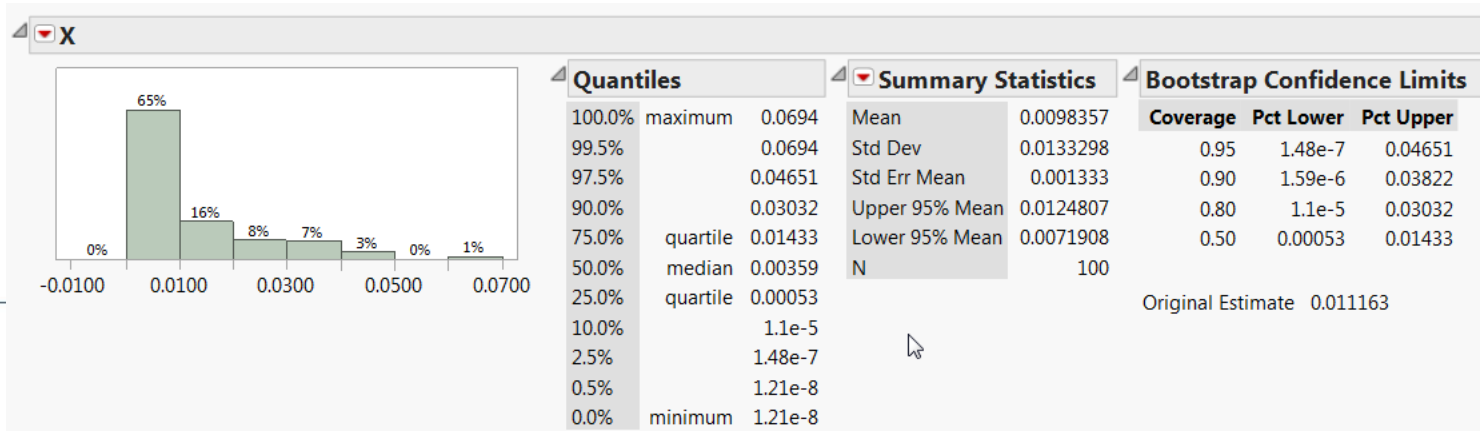 X
65%
16%
8%
7%
3%
1%
0%
0%
-0.0100 0.0100 0.0300 0.0500 0.0700
Quantiles
100.0% maximum 0.0694
99.5% 0.0694
97.5% 0.04651
90.0% 0.03032
75.0% quartile 0.01433
50.0% median 0.00359
25.0% quartile 0.00053
10.0% 1.1e-5
2.5% 1.48e-7
0.5% 1.21e-8
0.0% minimum 1.21e-8
Summary Statistics
Mean 0.0098357
Std Dev 0.0133298
Std Err Mean 0.001333
Upper 95% Mean 0.0124807
Lower 95% Mean 0.0071908
N 100
Bootstrap Confidence Limits
Coverage Pct Lower Pct Upper
0.95 1.48e-7 0.04651
0.90 1.59e-6 0.03822
0.80 1.1e-5 0.03032
0.50 0.00053 0.01433
Original Estimate 0.011163